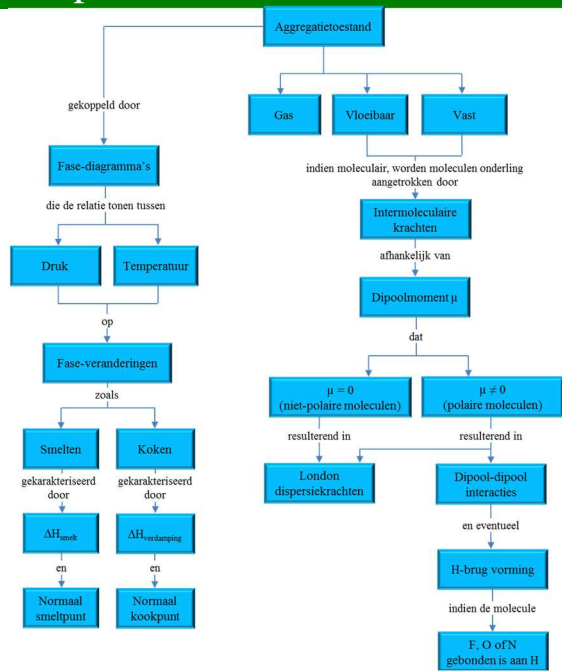 Aggregatietoestand
gekoppeld door
Gas
Vloeibaar
Vast
Fase-diagramma's
indien moleculair, worden moleculen onderling
aangetrokken door
die de relatie tonen tussen
Intermoleculaire
krachten
Druk
Temperatuur
afhankelijk van
Dipoolmoment μ
op
dat
Fase-veranderingen
zoals
μ = 0
(niet-polaire moleculen)
μ ≠ 0
(polaire moleculen)
Smelten
Koken
resulterend in
resulterend in
gekarakteriseerd
door
gekarakteriseerd
door
London
dispersiekrachten
Dipool-dipool
interacties
ΔHsmelt
ΔHverdamping
en eventueel
en
en
H-brug vorming
Normaal
smeltpunt
Normaal
kookpunt
indien de molecule
F, O of N
gebonden is aan H